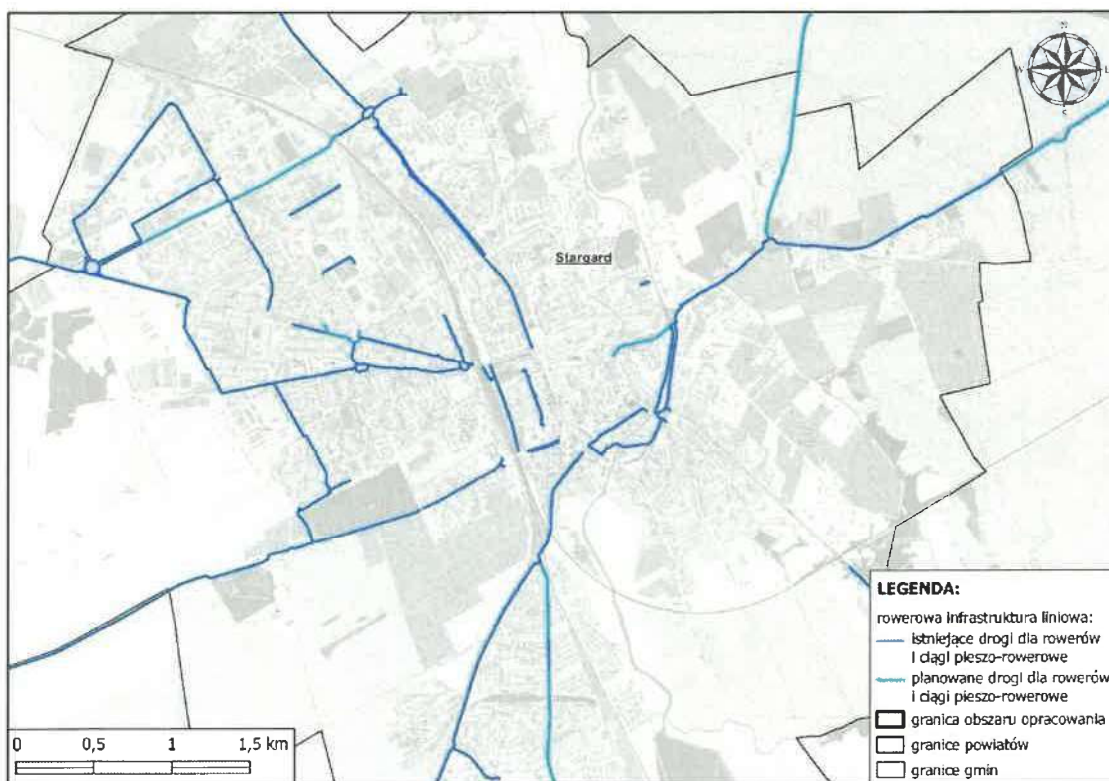 N
L
S
Stargard
LEGENDA:
rowerowa infrastruktura liniowa:
istniejące drogi dla rowerów
i ciągi pieszo-rowerowe
planowane drogi dla rowerów
i ciągi pieszo-rowerowe
granica obszaru opracowania
granice powiatów
granice gmin
0 0,5 1 1,5 km